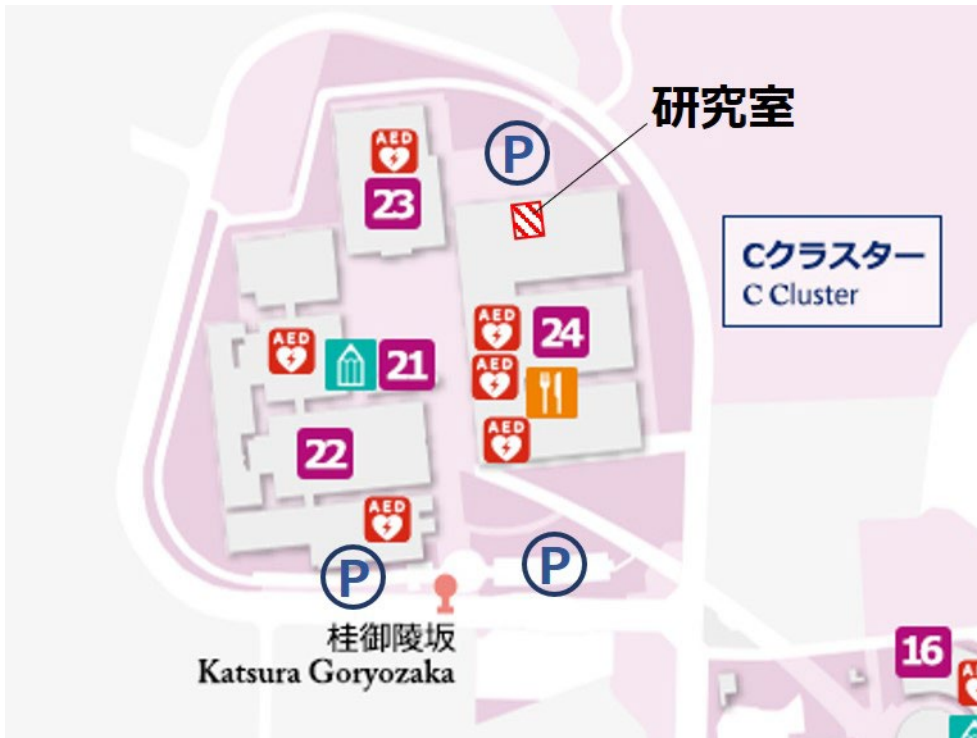 研究室
P
AED
23
Cクラスター
C Cluster
AED
24
AED
21
AED
22
AED
AED
P
P
桂御陵坂
Katsura Goryozaka
16
AED